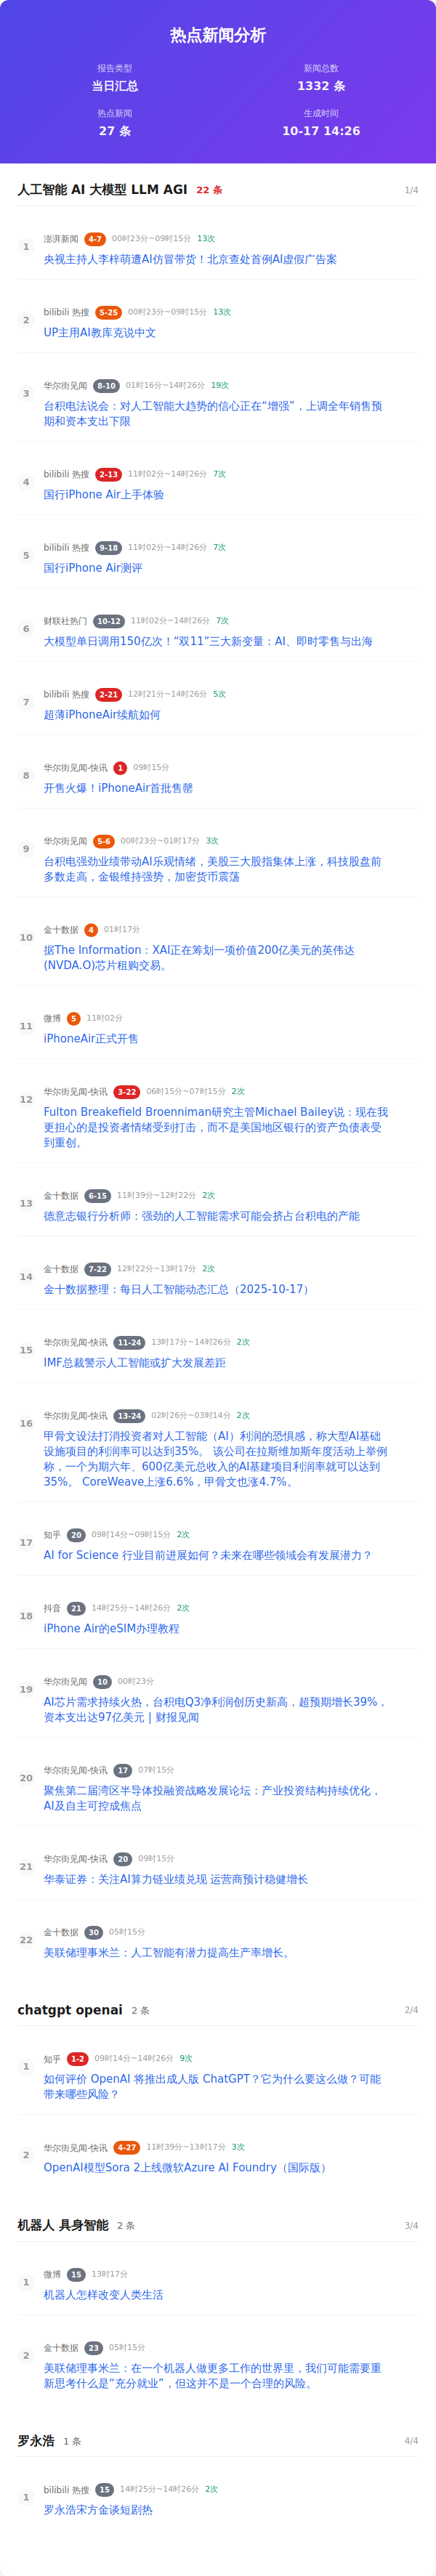 热点新闻分析
报告类型
当日汇总
新闻总数
1332 条
热点新闻
27 条
生成时间
10-17 14:26
人工智能 AI 大模型 LLM AGI 22 条 1/4
1
澎湃新闻 4-7 00时23分~09时15分 13次
央视主持人李梓萌遭AI仿冒带货！北京查处首例AI虚假广告案
2
bilibili 热搜 5-25 00时23分~09时15分 13次
UP主用AI教库克说中文
3
华尔街见闻 8-10 01时16分~14时26分 19次
台积电法说会：对人工智能大趋势的信心正在“增强”，上调全年销售预
期和资本支出下限
4
bilibili 热搜 2-13 11时02分~14时26分 7次
国行iPhone Air上手体验
5
bilibili 热搜 9-18 11时02分~14时26分 7次
国行iPhone Air测评
6
财联社热门 10-12 11时02分~14时26分 7次
大模型单日调用150亿次！“双11”三大新变量：AI、即时零售与出海
7
bilibili 热搜 2-21 12时21分~14时26分 5次
超薄iPhoneAir续航如何
8
华尔街见闻-快讯 1 09时15分
开售火爆！iPhoneAir首批售罄
9
华尔街见闻 5-6 00时23分~01时17分 3次
台积电强劲业绩带动AI乐观情绪，美股三大股指集体上涨，科技股盘前
多数走高，金银维持强势，加密货币震荡
10
金十数据 4 01时17分
据The Information：XAI正在筹划一项价值200亿美元的英伟达
(NVDA.O)芯片租购交易。
11
微博 5 11时02分
iPhoneAir正式开售
12
华尔街见闻-快讯 3-22 06时15分~07时15分 2次
Fulton Breakefield Broenniman研究主管Michael Bailey说：现在我
更担心的是投资者情绪受到打击，而不是美国地区银行的资产负债表受
到重创。
13
金十数据 6-15 11时39分~12时22分 2次
德意志银行分析师：强劲的人工智能需求可能会挤占台积电的产能
14
金十数据 7-22 12时22分~13时17分 2次
金十数据整理：每日人工智能动态汇总（2025-10-17）
15
华尔街见闻-快讯 11-24 13时17分~14时26分 2次
IMF总裁警示人工智能或扩大发展差距
16
华尔街见闻-快讯 13-24 02时26分~03时14分 2次
甲骨文设法打消投资者对人工智能（AI）利润的恐惧感，称大型AI基础
设施项目的利润率可以达到35%。 该公司在拉斯维加斯年度活动上举例
称，一个为期六年、600亿美元总收入的AI基建项目利润率就可以达到
35%。 CoreWeave上涨6.6%，甲骨文也涨4.7%。
17
知乎 20 09时14分~09时15分 2次
AI for Science 行业目前进展如何？未来在哪些领域会有发展潜力？
18
抖音 21 14时25分~14时26分 2次
iPhone Air的eSIM办理教程
19
华尔街见闻 10 00时23分
AI芯片需求持续火热，台积电Q3净利润创历史新高，超预期增长39%，
资本支出达97亿美元 | 财报见闻
20
华尔街见闻-快讯 17 07时15分
聚焦第二届湾区半导体投融资战略发展论坛：产业投资结构持续优化，
AI及自主可控成焦点
21
华尔街见闻-快讯 20 09时15分
华泰证券：关注AI算力链业绩兑现 运营商预计稳健增长
22
金十数据 30 05时15分
美联储理事米兰：人工智能有潜力提高生产率增长。
chatgpt openai 2 条 2/4
1
知乎 1-2 09时14分~14时26分 9次
如何评价 OpenAI 将推出成人版 ChatGPT？它为什么要这么做？可能
带来哪些风险？
2
华尔街见闻-快讯 4-27 11时39分~13时17分 3次
OpenAI模型Sora 2上线微软Azure AI Foundry（国际版）
机器人 具身智能 2 条 3/4
1
微博 15 13时17分
机器人怎样改变人类生活
2
金十数据 23 05时15分
美联储理事米兰：在一个机器人做更多工作的世界里，我们可能需要重
新思考什么是“充分就业”，但这并不是一个合理的风险。
罗永浩 1 条 4/4
1
bilibili 热搜 15 14时25分~14时26分 2次
罗永浩宋方金谈短剧热